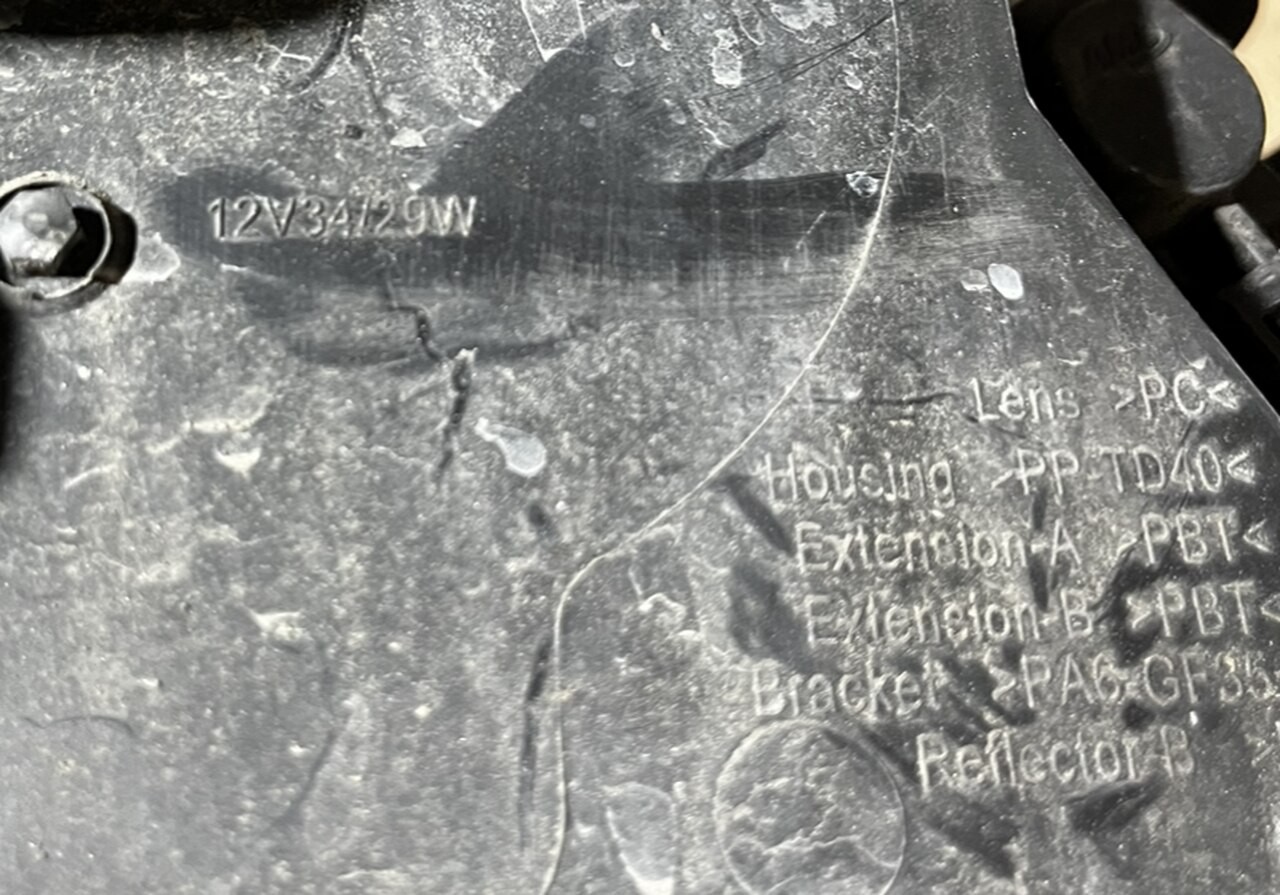 12V34/29W
Lens >PC<
Housing >PP-TD40<
Extension-A >PBT<
Extension-B >PBT<
Bracket >PA6-GF35
Reflector-B >